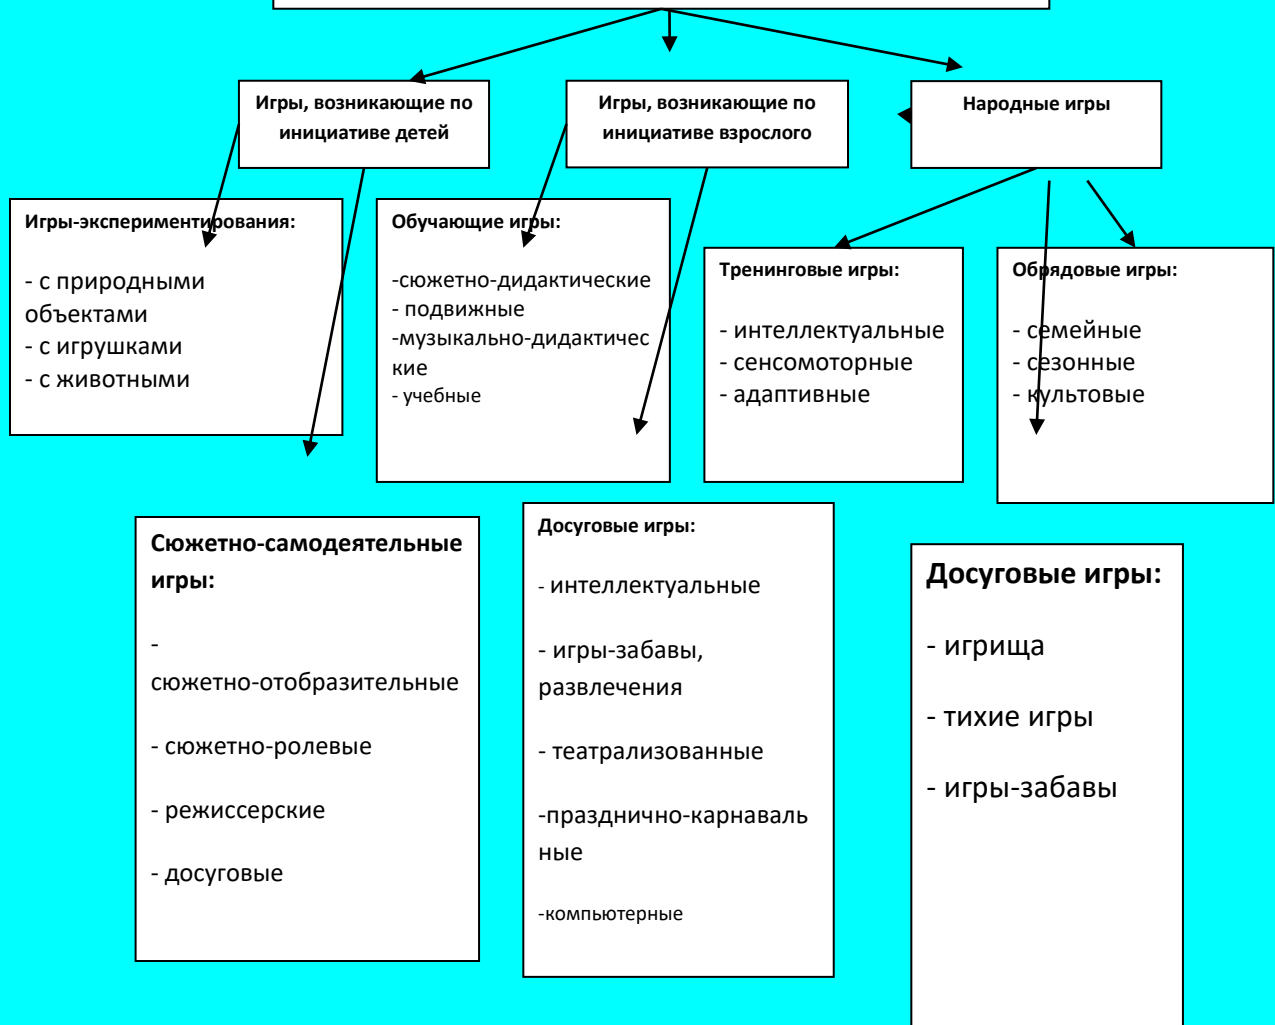 Игры, возникающие по
инициативе детей
Игры, возникающие по
инициативе взрослого
Народные игры
Игры-экспериментирования:
- с природными
объектами
- с игрушками
- с животными
Обучающие игры:
-сюжетно-дидактические
- подвижные
-музыкально-дидактичес
кие
- учебные
Тренинговые игры:
- интеллектуальные
- сенсомоторные
- адаптивные
Обрядовые игры:
- семейные
- сезонные
- культовые
Сюжетно-самодеятельные
игры:
-
сюжетно-отобразительные
- сюжетно-ролевые
- режиссерские
- досуговые
Досуговые игры:
- интеллектуальные
- игры-забавы,
развлечения
- театрализованные
-празднично-карнаваль
ные
-компьютерные
Досуговые игры:
- игрища
- тихие игры
- игры-забавы